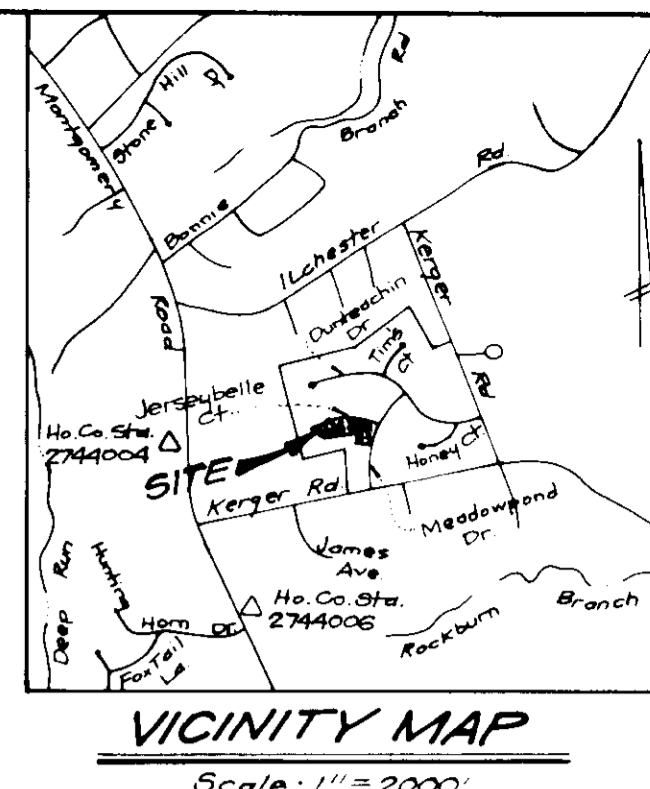 Montgomery
Stone Hill Dr
Branch
Rd
Bonnie
Ilchester
Rd
Kerger
Rd
Road
Dunteachin
Dr
Tim's
Ct
Jerseybelle
Ct.
Ho. Co. Sta.
2744004
SITE
Honey Ct.
Kerger Rd.
Meadowpond
Dr.
James
Ave.
Deep Run
Hunting
Horn Dr.
Ho. Co. Sta.
2744006
Fox Tail
La.
Rockburn
Branch
VICINITY MAP
Scale: 1" = 2000'